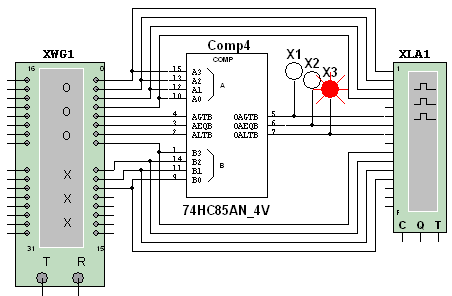 XWG1
16 0
O
O
O
X
X
X
31 15
T R
Comp4
COMP
15 A3
13 A2
12 A1
10 A0
A
4 AGTB OAGTB 5
3 AEQB OAEQB 6
2 ALTB OALTB 7
1 B3
14 B2
11 B1
9 B0
B
74HC85AN_4V
X1
X2
X3
XLA1
1
F
C Q T